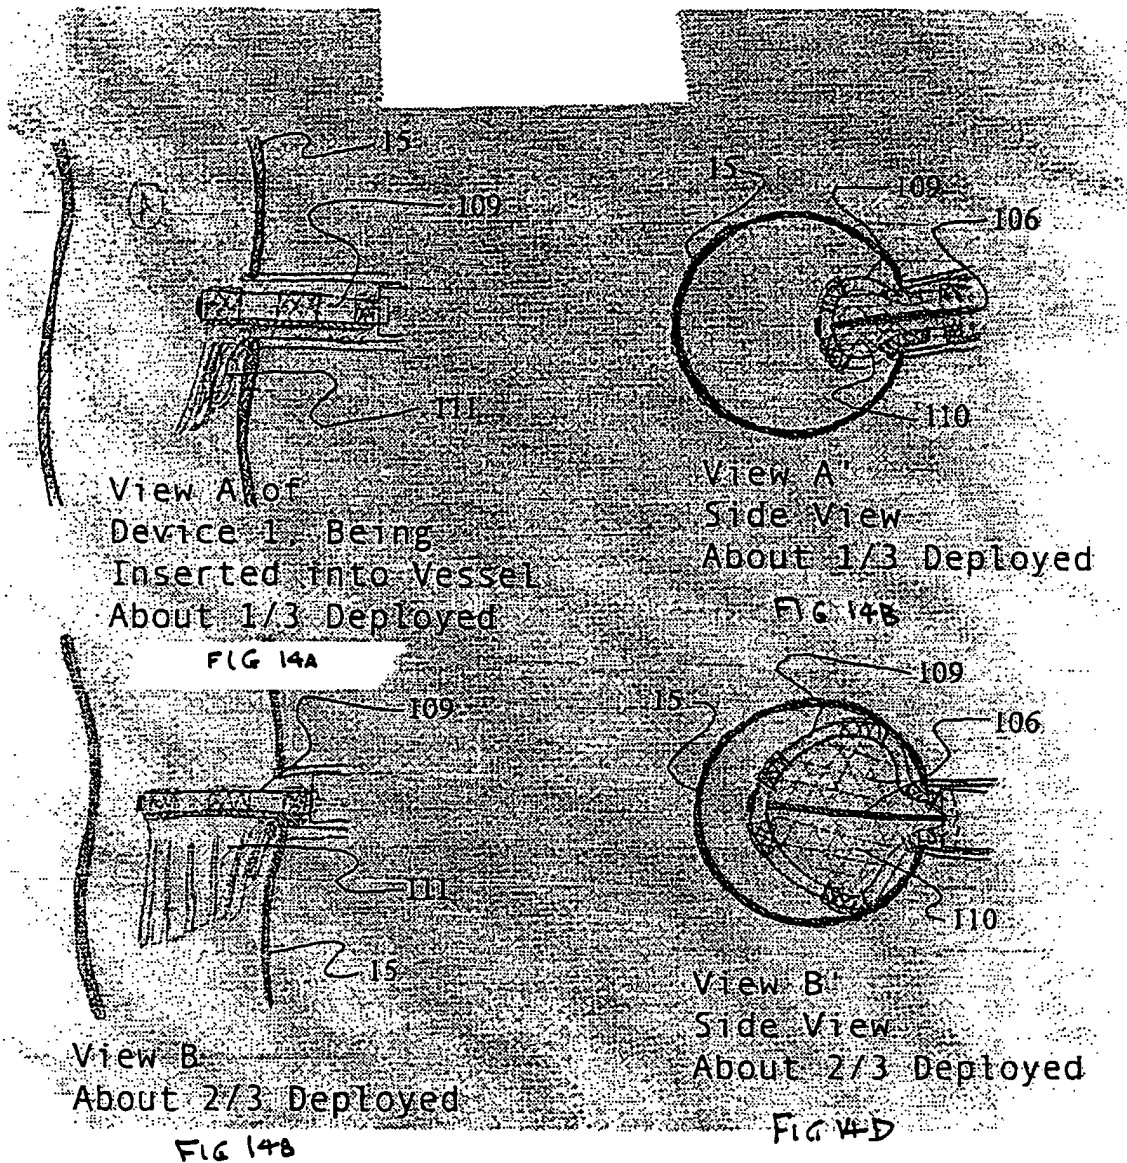 15
109
111
View A of
Device 1, Being
Inserted into Vessel
About 1/3 Deployed
FIG 14A
15
109
106
110
View A'
Side View
About 1/3 Deployed
FIG 14B
109
111
15
View B
About 2/3 Deployed
FIG 14B
109
15
106
110
View B'
Side View
About 2/3 Deployed
FIG 14D